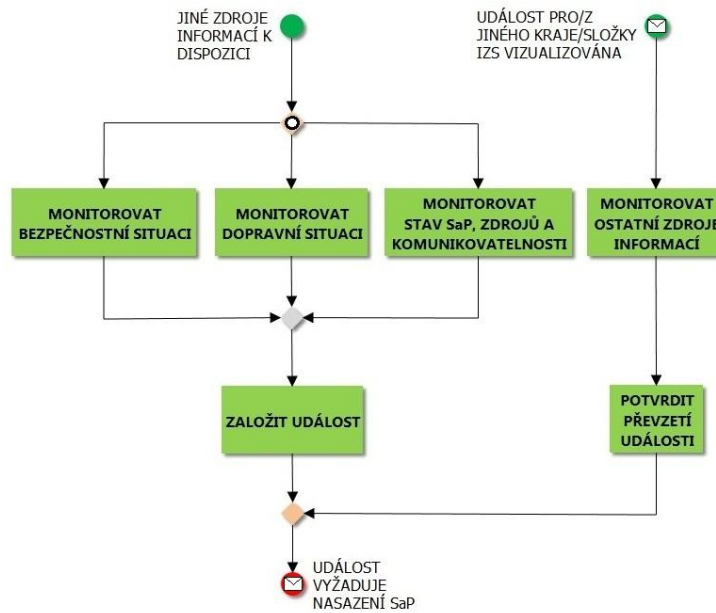 JINÉ ZDROJE
INFORMACÍ K
DISPOZICI
UDÁLOST PRO/Z
JINÉHO KRAJE/SLOŽKY
IZS VIZUALIZOVÁNA
MONITOROVAT
BEZPEČNOSTNÍ SITUACI
MONITOROVAT
DOPRAVNÍ SITUACI
MONITOROVAT
STAV SaP, ZDROJŮ A
KOMUNIKOVATELNOSTI
MONITOROVAT
OSTATNÍ ZDROJE
INFORMACÍ
ZALOŽIT UDÁLOST
POTVRDIT
PŘEVZETÍ
UDÁLOSTI
UDÁLOST
VYŽADUJE
NASAZENÍ SaP